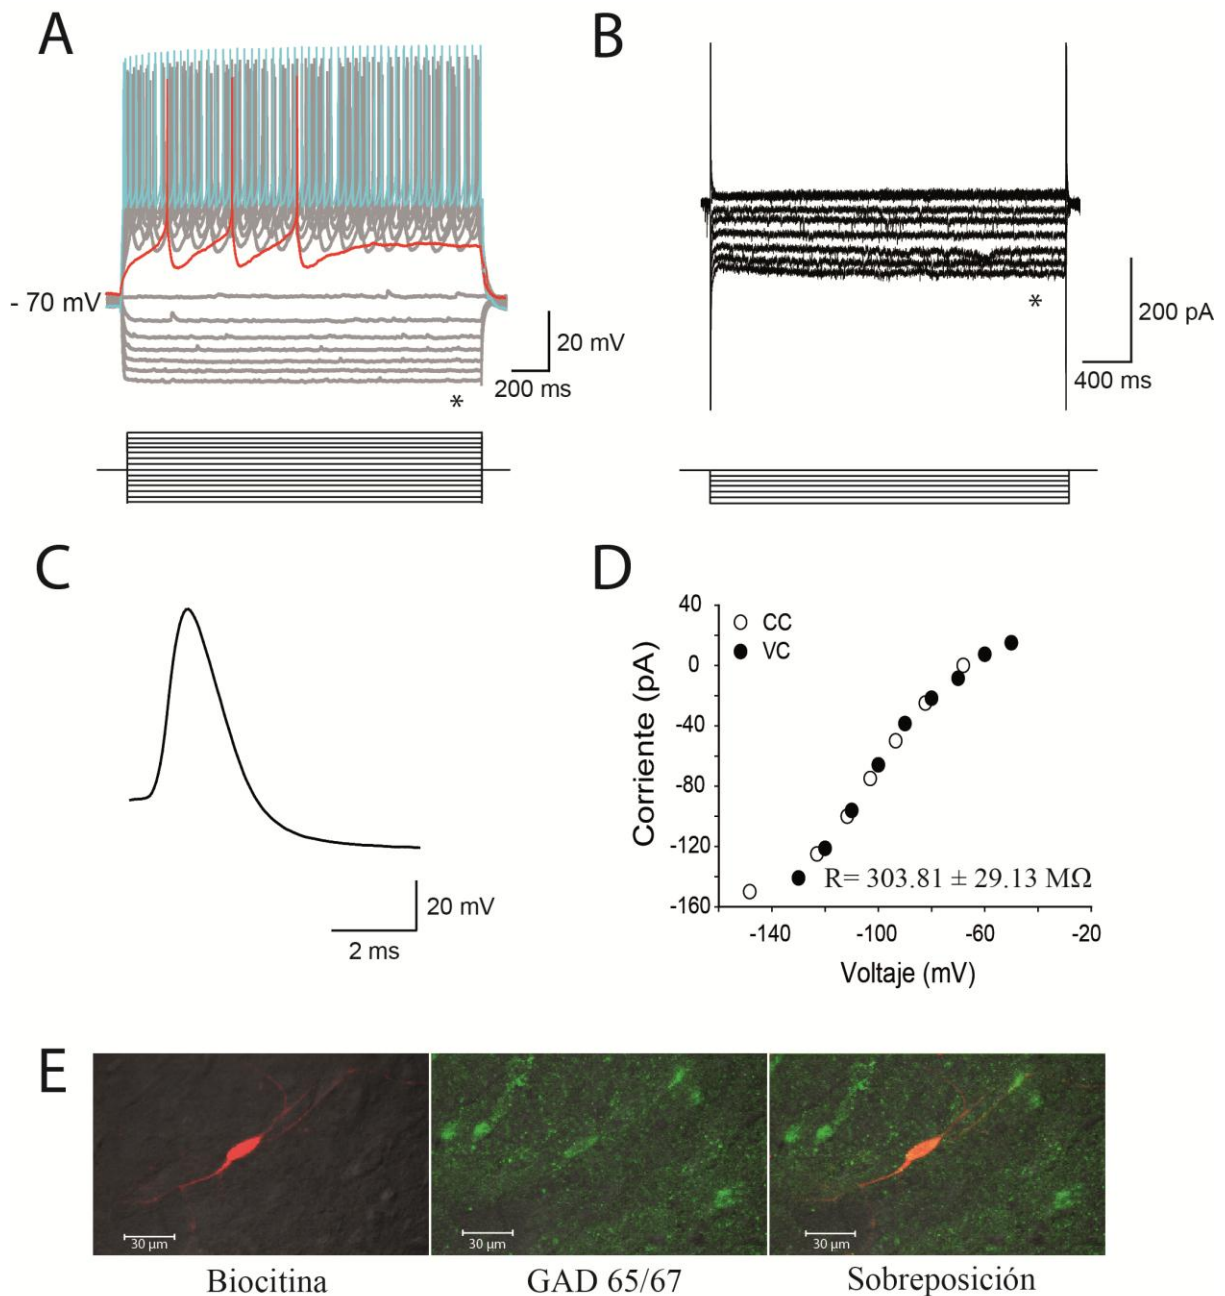 A
B
- 70 mV
20 mV
200 ms
*
*
200 pA
400 ms
C
20 mV
2 ms
D
40
0
-40
-80
-120
-160
CC
VC
Corriente (pA)
R= 303.81 ± 29.13 MΩ
-140
-100
-60
-20
Voltaje (mV)
E
30 µm
30 µm
30 µm
Biocitina
GAD 65/67
Sobreposición